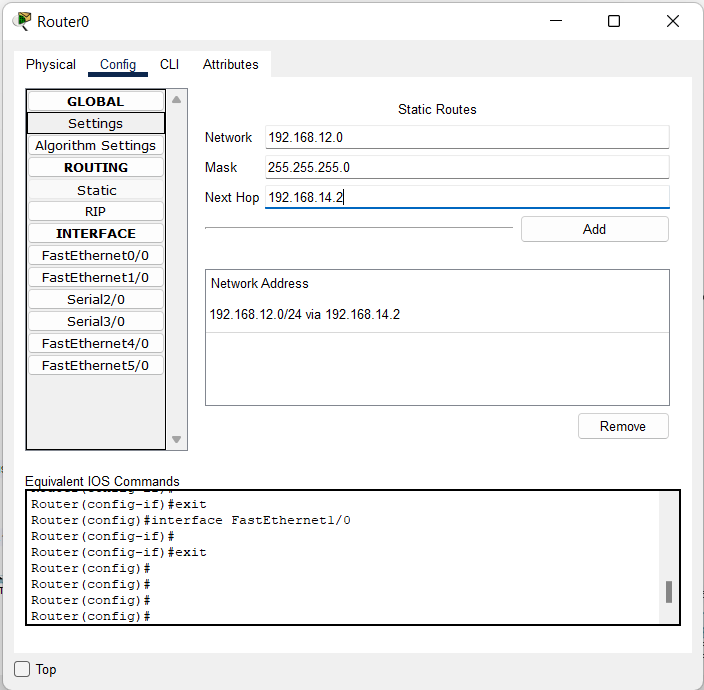 Router0
Physical Config CLI Attributes
GLOBAL
Settings
Algorithm Settings
ROUTING
Static
RIP
INTERFACE
FastEthernet0/0
FastEthernet1/0
Serial2/0
Serial3/0
FastEthernet4/0
FastEthernet5/0
Static Routes
Network 192.168.12.0
Mask 255.255.255.0
Next Hop 192.168.14.2
Add
Network Address
192.168.12.0/24 via 192.168.14.2
Remove
Equivalent IOS Commands
Router(config-if)#
Router(config-if)#exit
Router(config)#interface FastEthernet1/0
Router(config-if)#
Router(config-if)#exit
Router(config)#
Router(config)#
Router(config)#
Router(config)#
Top